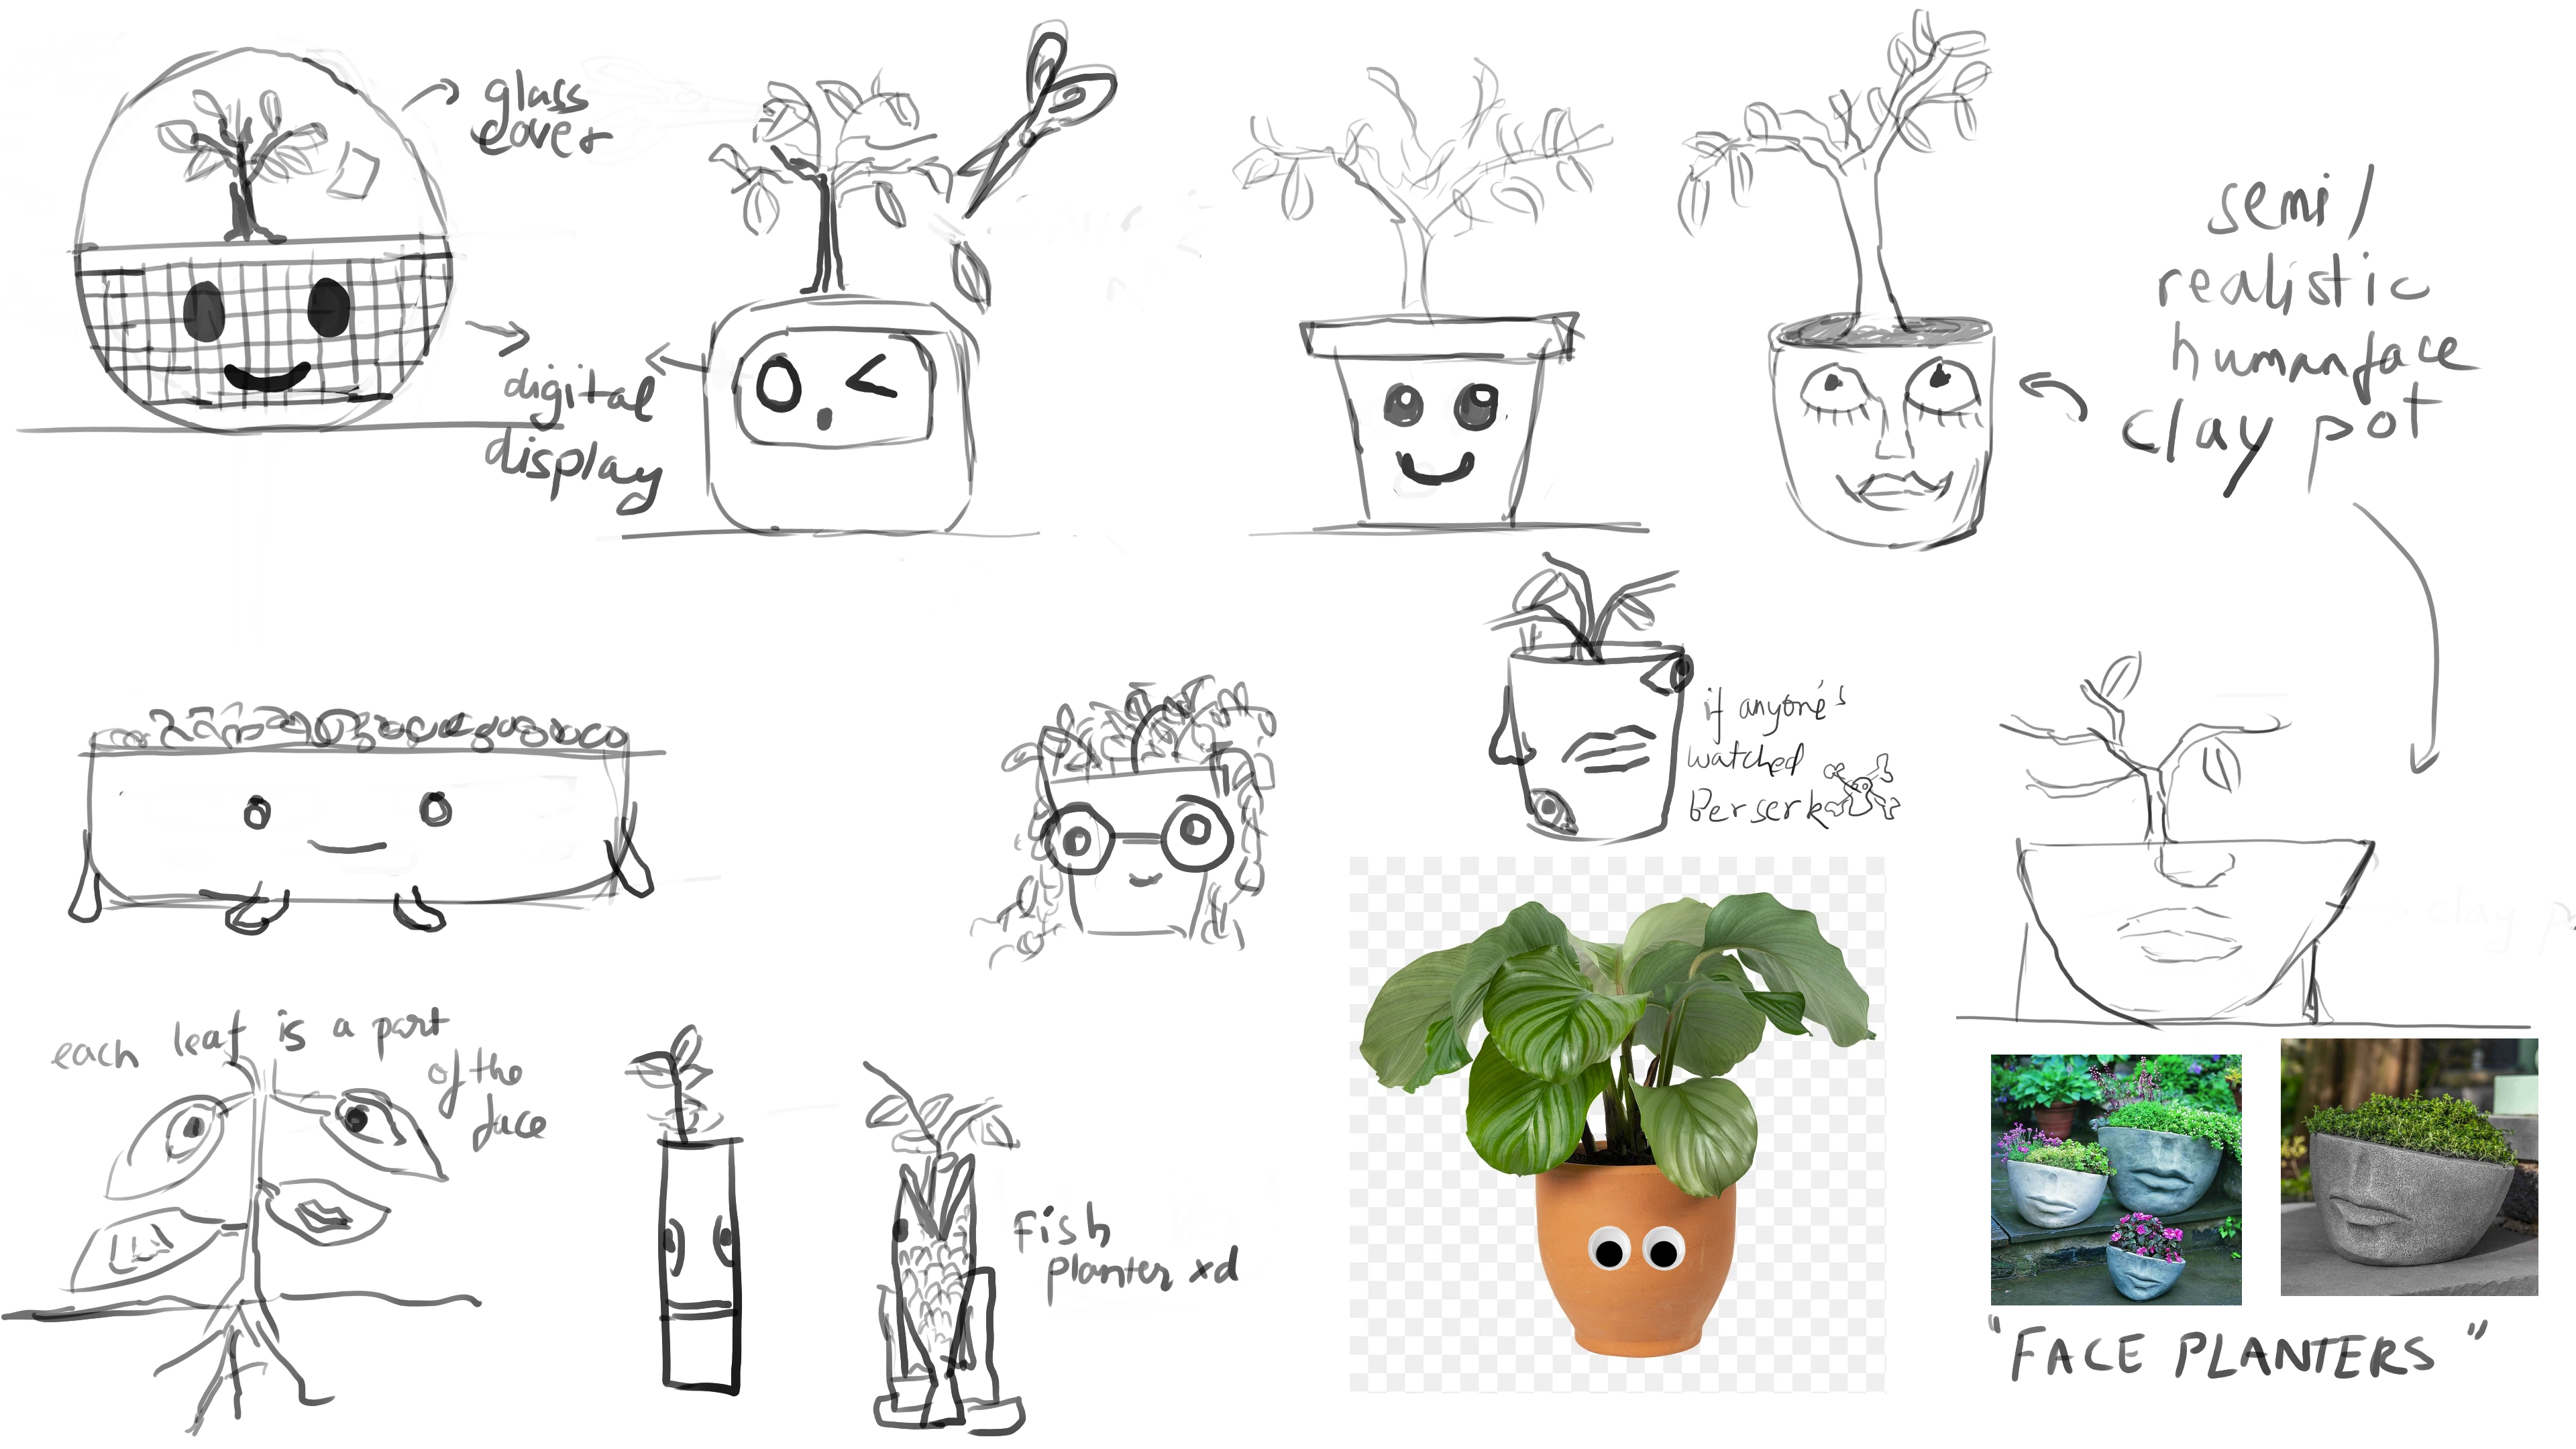 glass
cover
digital
display
semi/
realistic
humanface
clay pot
if anyone's
watched
Berserk
each leaf is a part
of the
face
Fish
planter xd
clay
"FACE PLANTERS"